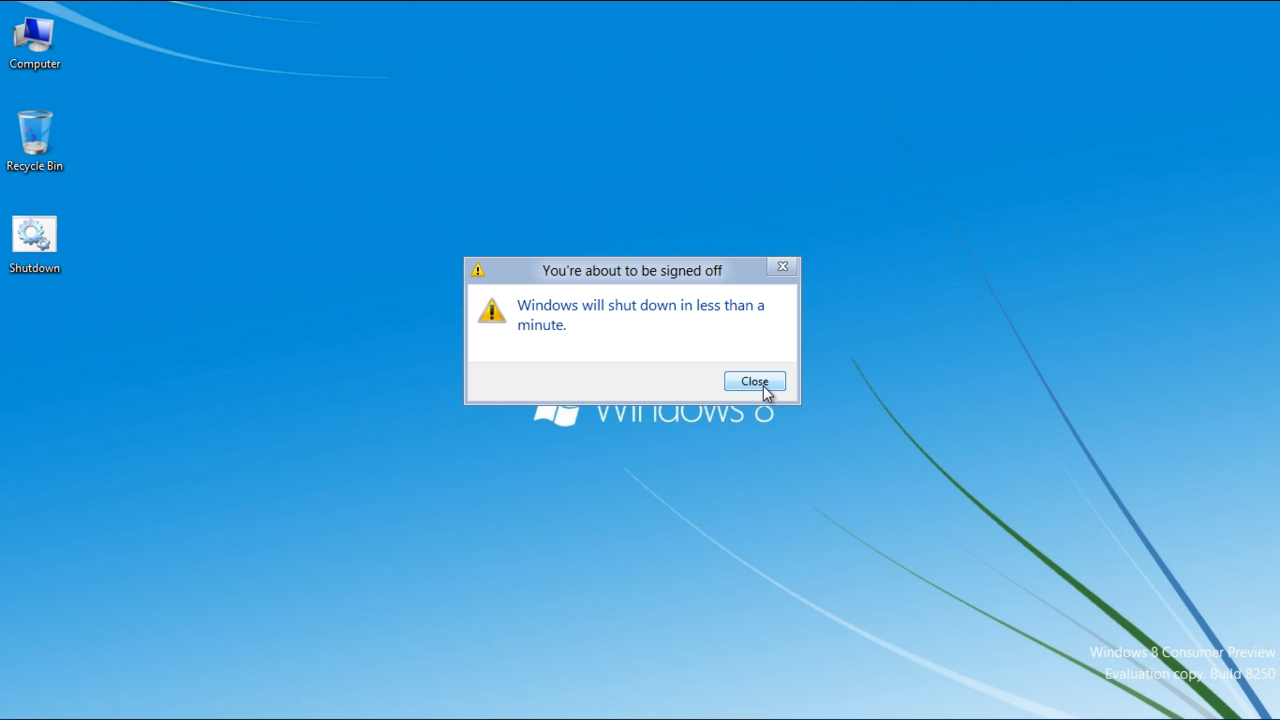 Computer
Recycle Bin
Shutdown
You're about to be signed off
Windows will shut down in less than a
minute.
Close
Windows 8
Windows 8 Consumer Preview
Evaluation copy. Build 8250